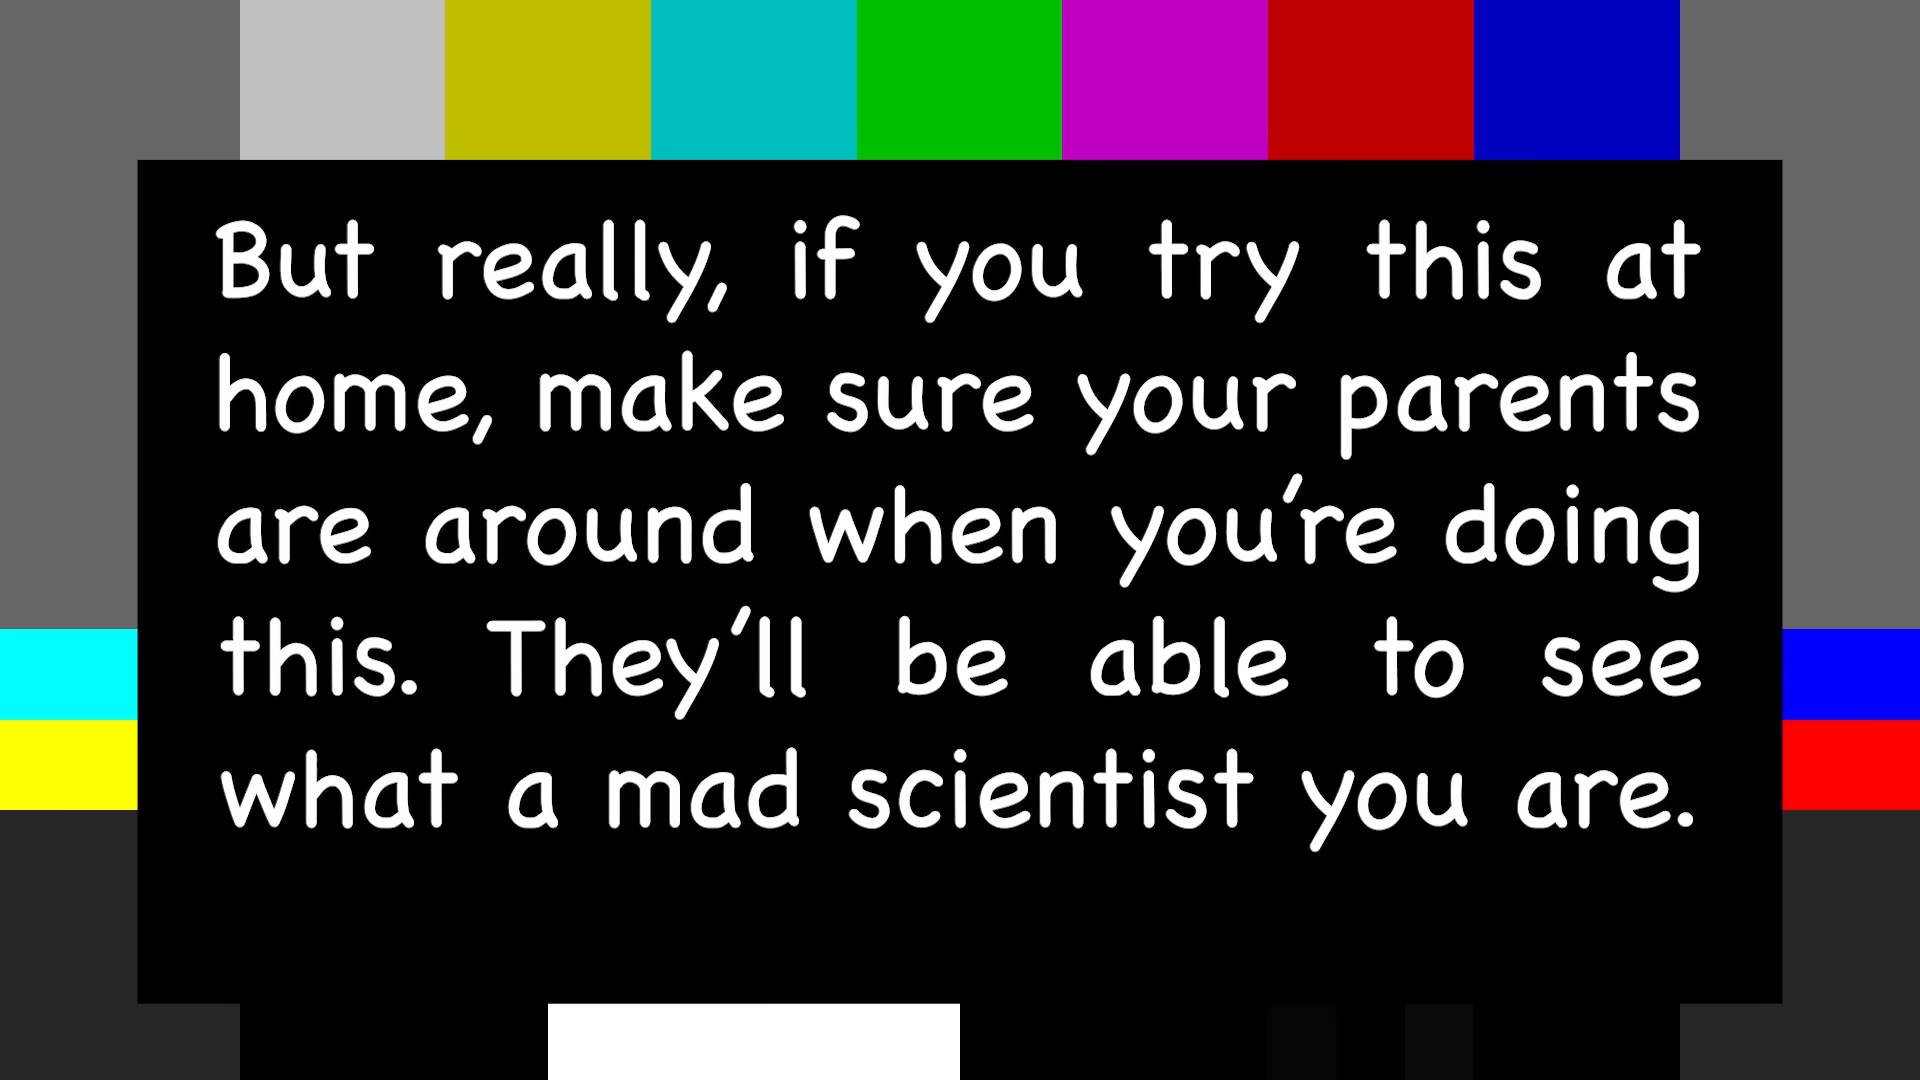 But really, if you try this at
home, make sure your parents
are around when you’re doing
this. They’ll be able to see
what a mad scientist you are.